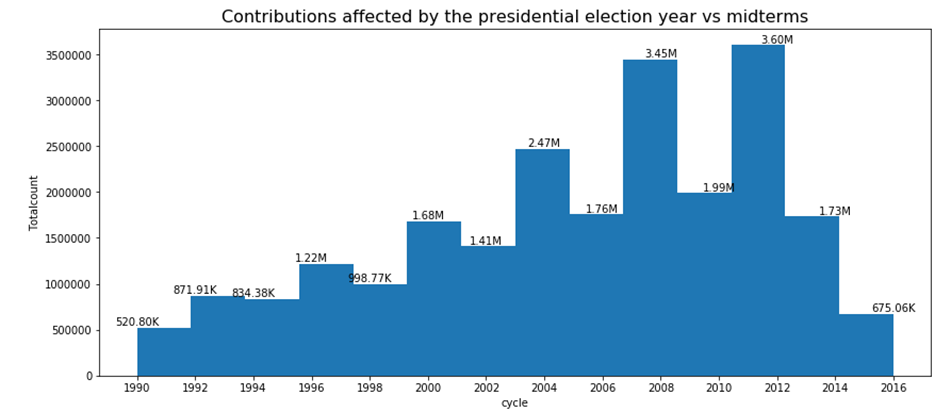 Contributions affected by the presidential election year vs midterms
3500000
3000000
2500000
2000000
1500000
1000000
500000
0
Totalcount
520.80K
871.91K
834.38K
1.22M
998.77K
1.68M
1.41M
2.47M
1.76M
3.45M
1.99M
3.60M
1.73M
675.06K
1990 1992 1994 1996 1998 2000 2002 2004 2006 2008 2010 2012 2014 2016
cycle